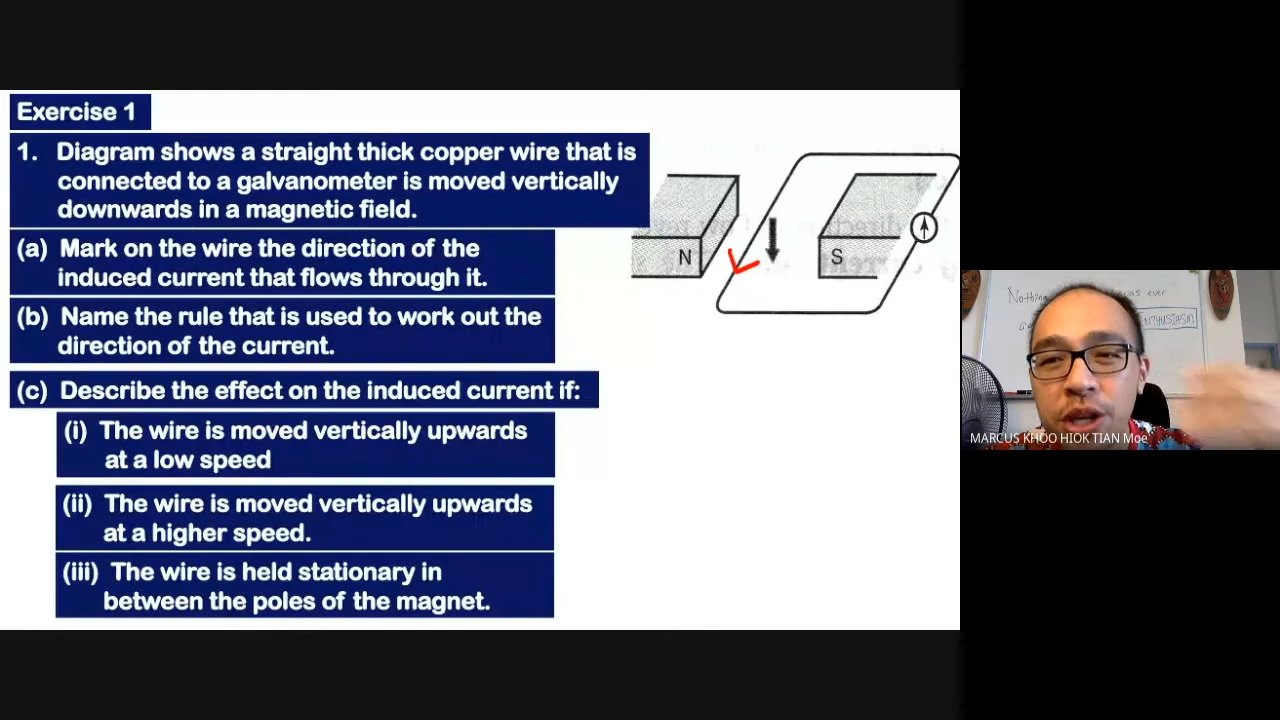 Exercise 1
1. Diagram shows a straight thick copper wire that is
connected to a galvanometer is moved vertically
downwards in a magnetic field.
(a) Mark on the wire the direction of the
induced current that flows through it.
(b) Name the rule that is used to work out the
direction of the current.
(c) Describe the effect on the induced current if:
(i) The wire is moved vertically upwards
at a low speed
(ii) The wire is moved vertically upwards
at a higher speed.
(iii) The wire is held stationary in
between the poles of the magnet.
N
S
Nothing
ever
MARCUS KHOO HIOK TIAN Moe